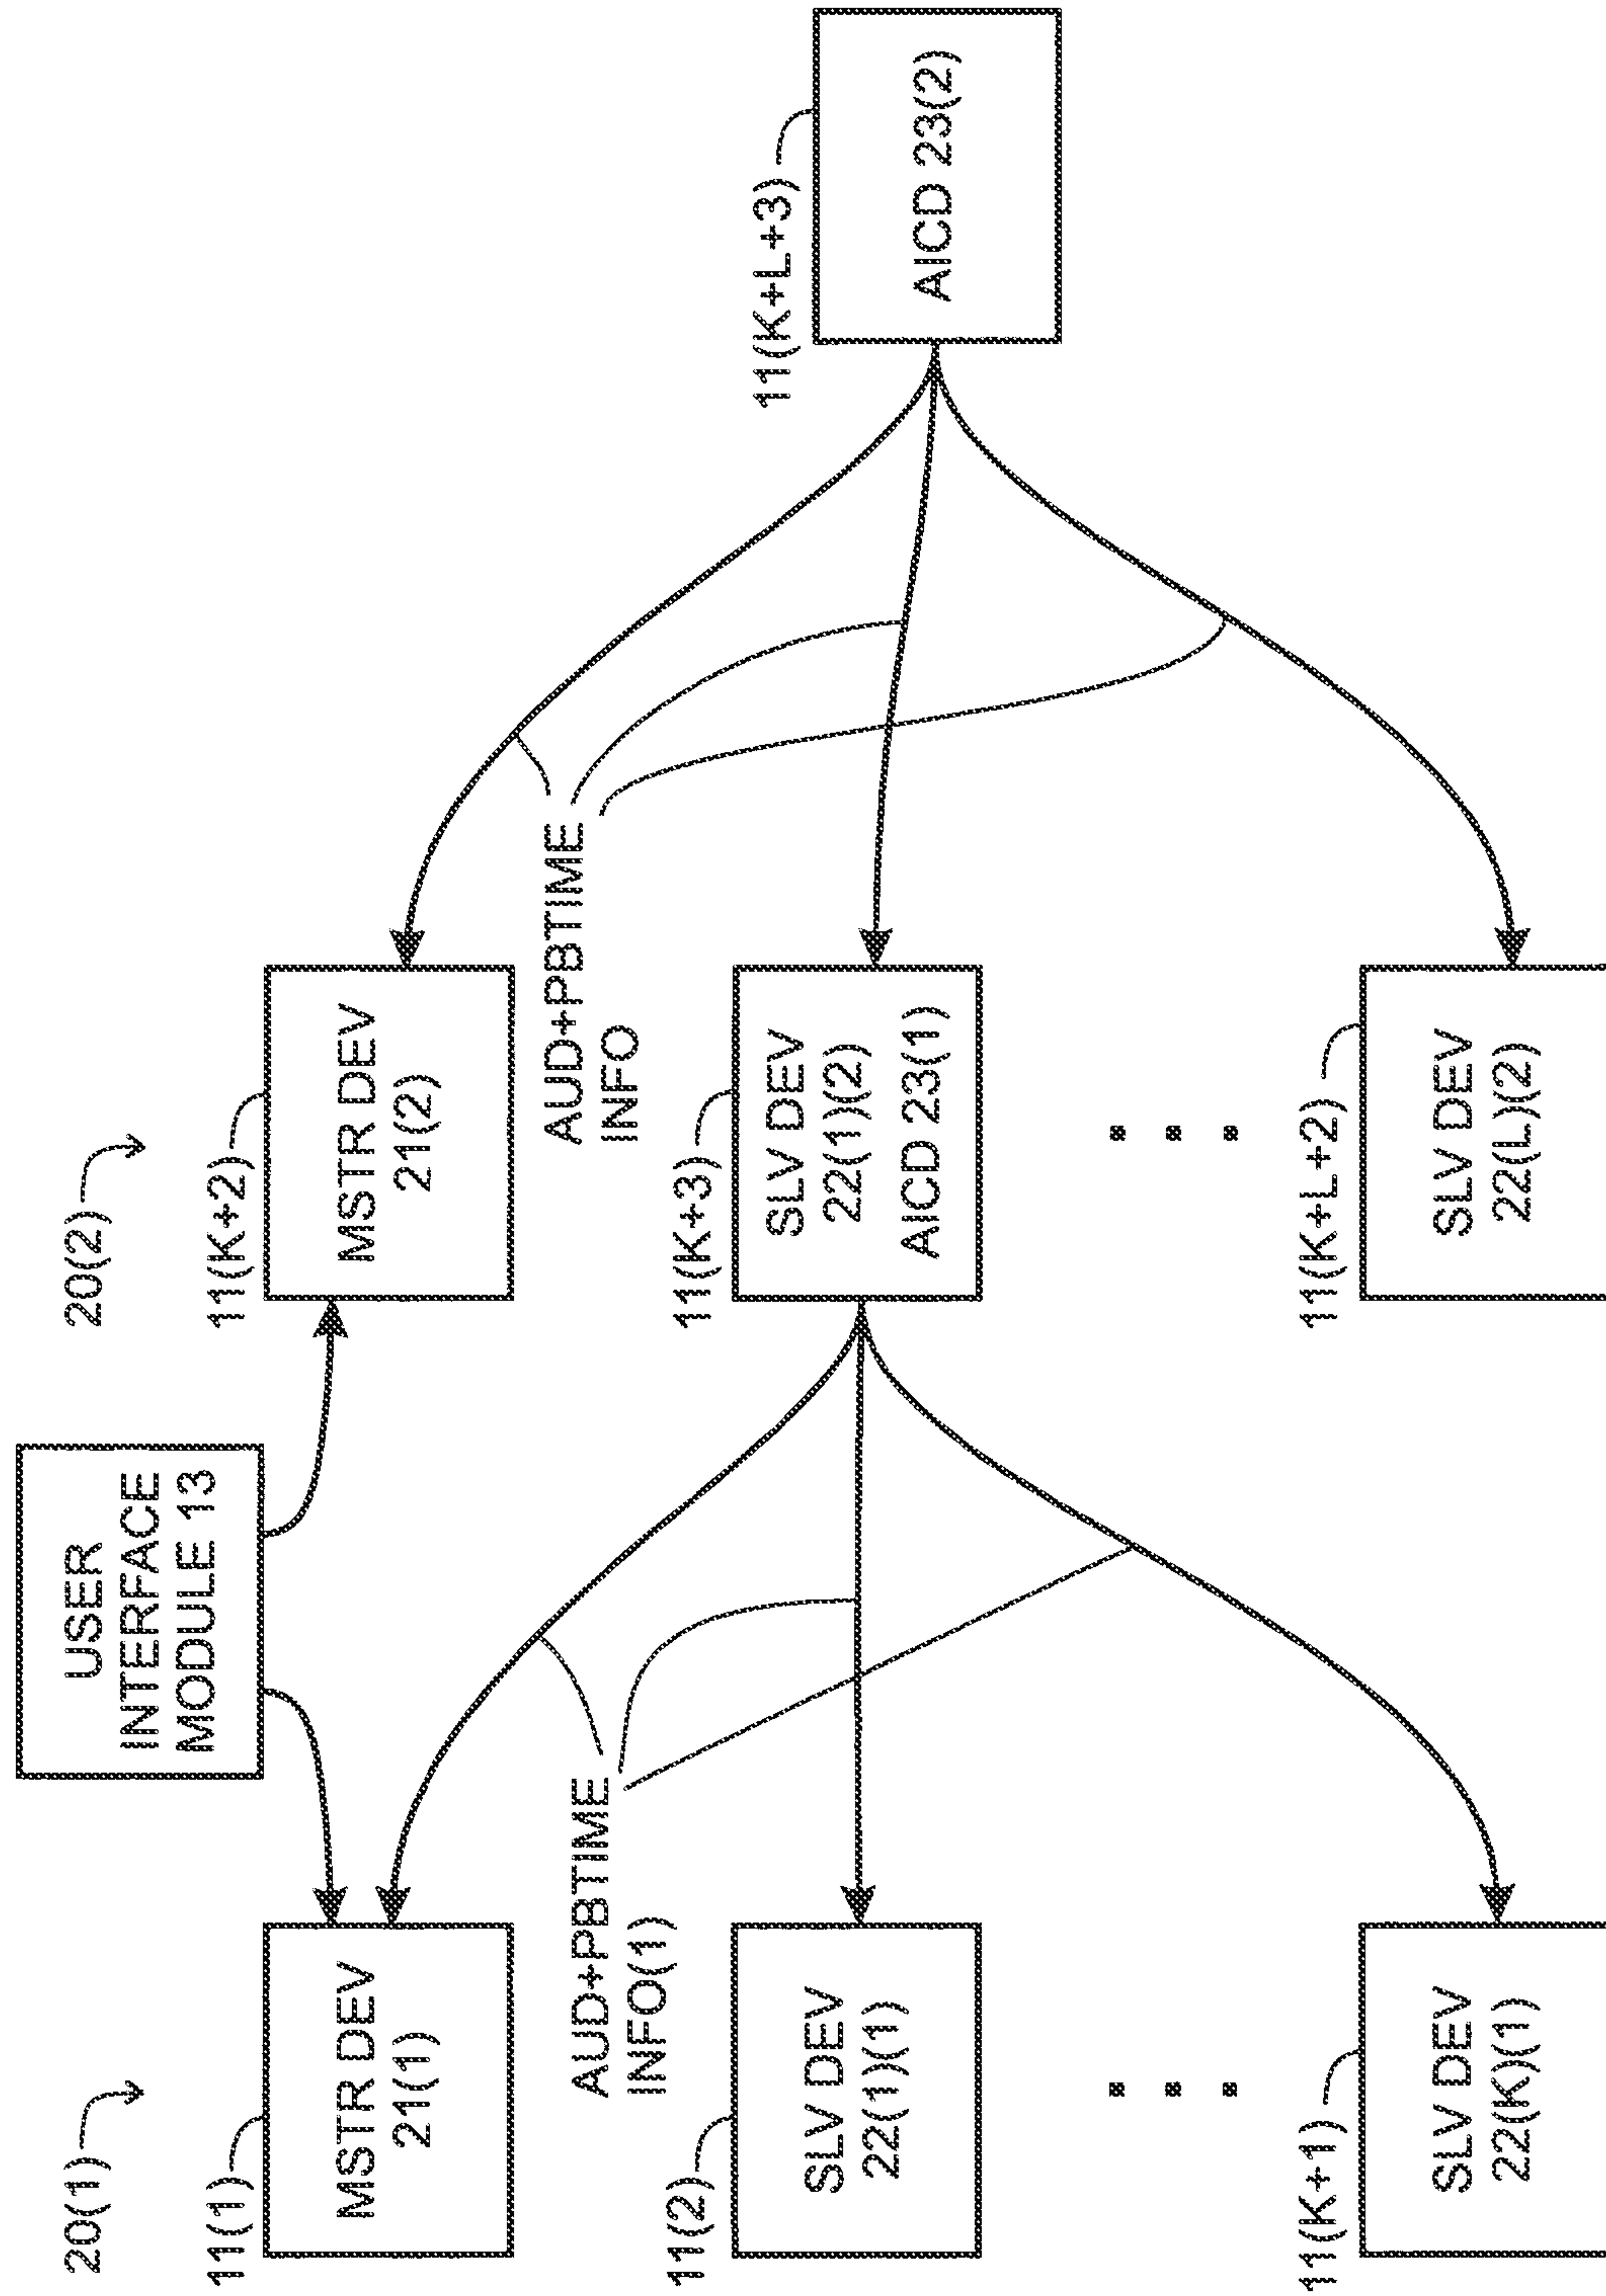 20(1)
11(1)
MSTR DEV
21(1)
AUD+PBTIME
INFO(1)
11(2)
SLV DEV
22(1)(1)
11(K+1)
SLV DEV
22(K)(1)
USER
INTERFACE
MODULE 13
20(2)
11(K+2)
MSTR DEV
21(2)
AUD+PBTIME
INFO
11(K+3)
SLV DEV
22(1)(2)
AICD 23(1)
11(K+L+2)
SLV DEV
22(L)(2)
11(K+L+3)
AICD 23(2)